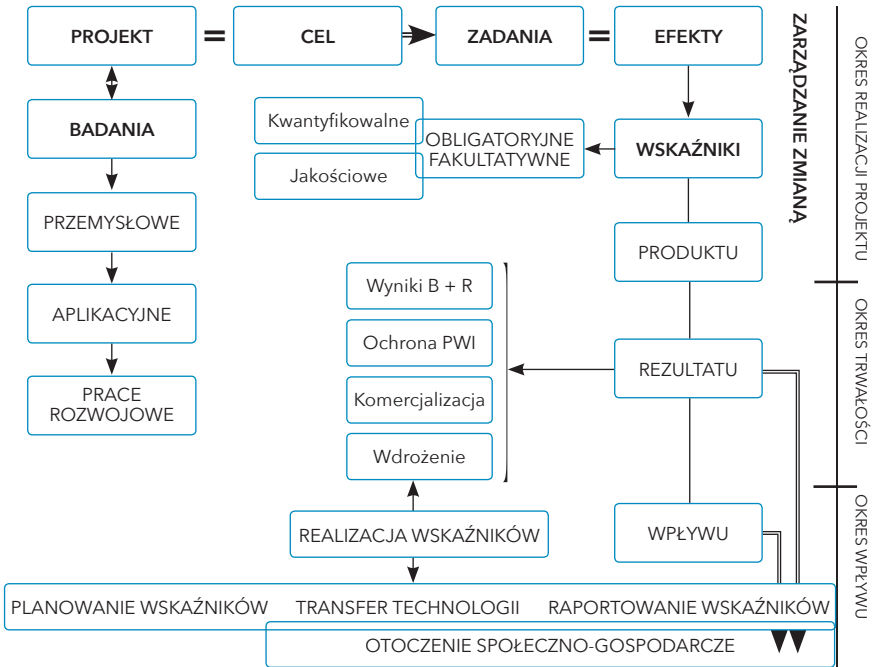 PROJEKT = CEL ZADANIA = EFEKTY
BADANIA
PRZEMYSŁOWE
APLIKACYJNE
PRACE
ROZWOJOWE
Kwantyfikowalne
Jakościowe
OBLIGATORYJNE
FAKULTATYWNE
WSKAŹNIKI
PRODUKTU
REZULTATU
WPŁYWU
Wyniki B + R
Ochrona PWI
Komercjalizacja
Wdrożenie
REALIZACJA WSKAŹNIKÓW
PLANOWANIE WSKAŹNIKÓW TRANSFER TECHNOLOGII RAPORTOWANIE WSKAŹNIKÓW
OTOCZENIE SPOŁECZNO-GOSPODARCZE
ZARZĄDZANIE ZMIANĄ
OKRES REALIZACJI PROJEKTU
OKRES TRWAŁOŚCI
OKRES WPŁYWU